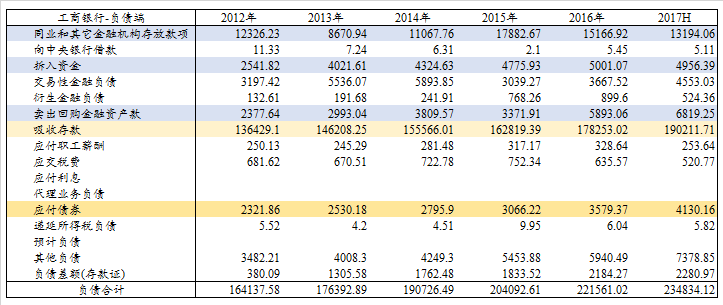 工商银行-负债端 2012年 2013年 2014年 2015年 2016年 2017H
同业和其它金融机构存放款项 12326.23 8670.94 11067.76 17882.67 15166.92 13194.06
向中央银行借款 11.33 7.24 6.31 2.1 5.45 5.11
拆入资金 2541.82 4021.61 4324.63 4775.93 5001.07 4956.39
交易性金融负债 3197.42 5536.07 5893.85 3039.27 3667.52 4553.03
衍生金融负债 132.61 191.68 241.91 768.26 899.6 524.36
卖出回购金融资产款 2377.64 2993.04 3809.57 3371.91 5893.06 6819.25
吸收存款 136429.1 146208.25 155566.01 162819.39 178253.02 190211.71
应付职工薪酬 250.13 245.29 281.48 317.17 328.64 253.64
应交税费 681.62 670.51 722.78 752.34 635.57 520.77
应付利息
代理业务负债
应付债券 2321.86 2530.18 2795.9 3066.22 3579.37 4130.16
递延所得税负债 5.52 4.2 4.51 9.95 6.04 5.82
预计负债
其他负债 3482.21 4008.3 4249.3 5453.88 5940.49 7378.85
负债差额(存款证) 380.09 1305.58 1762.48 1833.52 2184.27 2280.97
负债合计 164137.58 176392.89 190726.49 204092.61 221561.02 234834.12